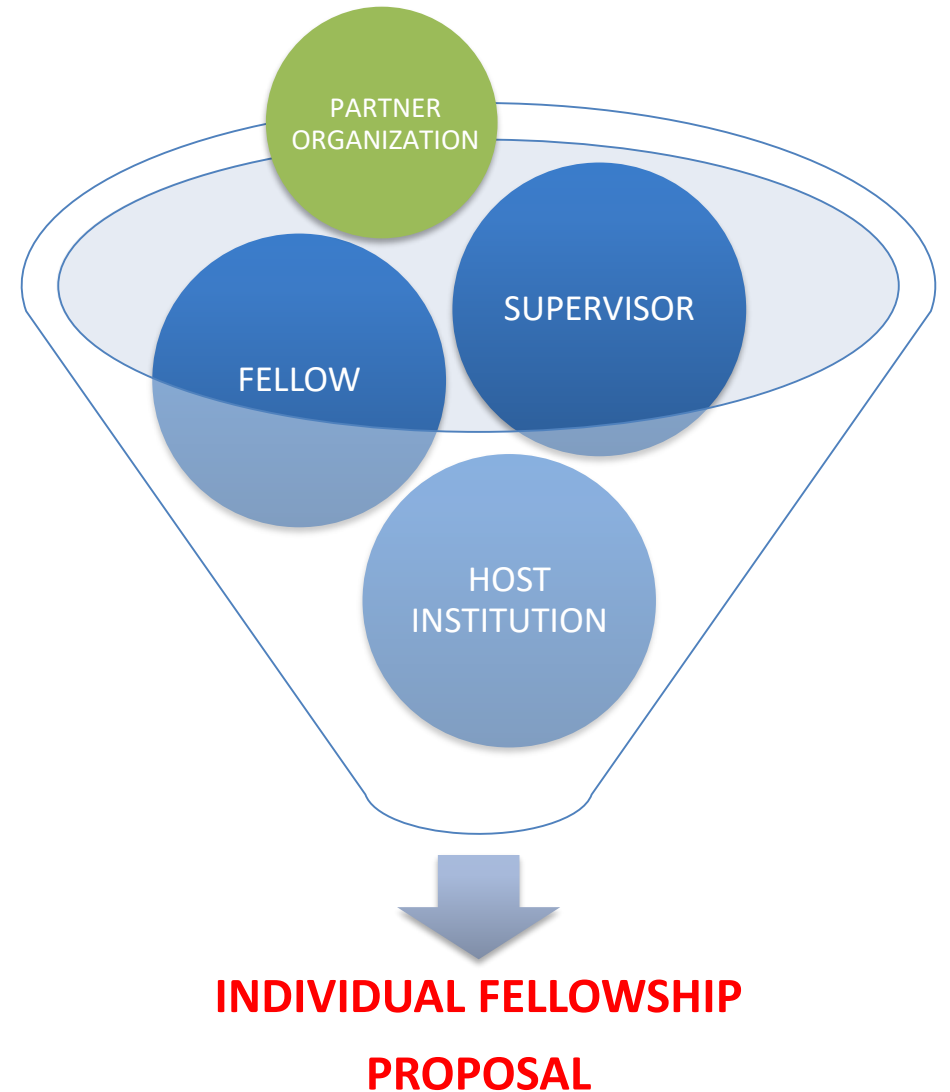 PARTNER
ORGANIZATION
SUPERVISOR
FELLOW
HOST
INSTITUTION
INDIVIDUAL FELLOWSHIP
PROPOSAL